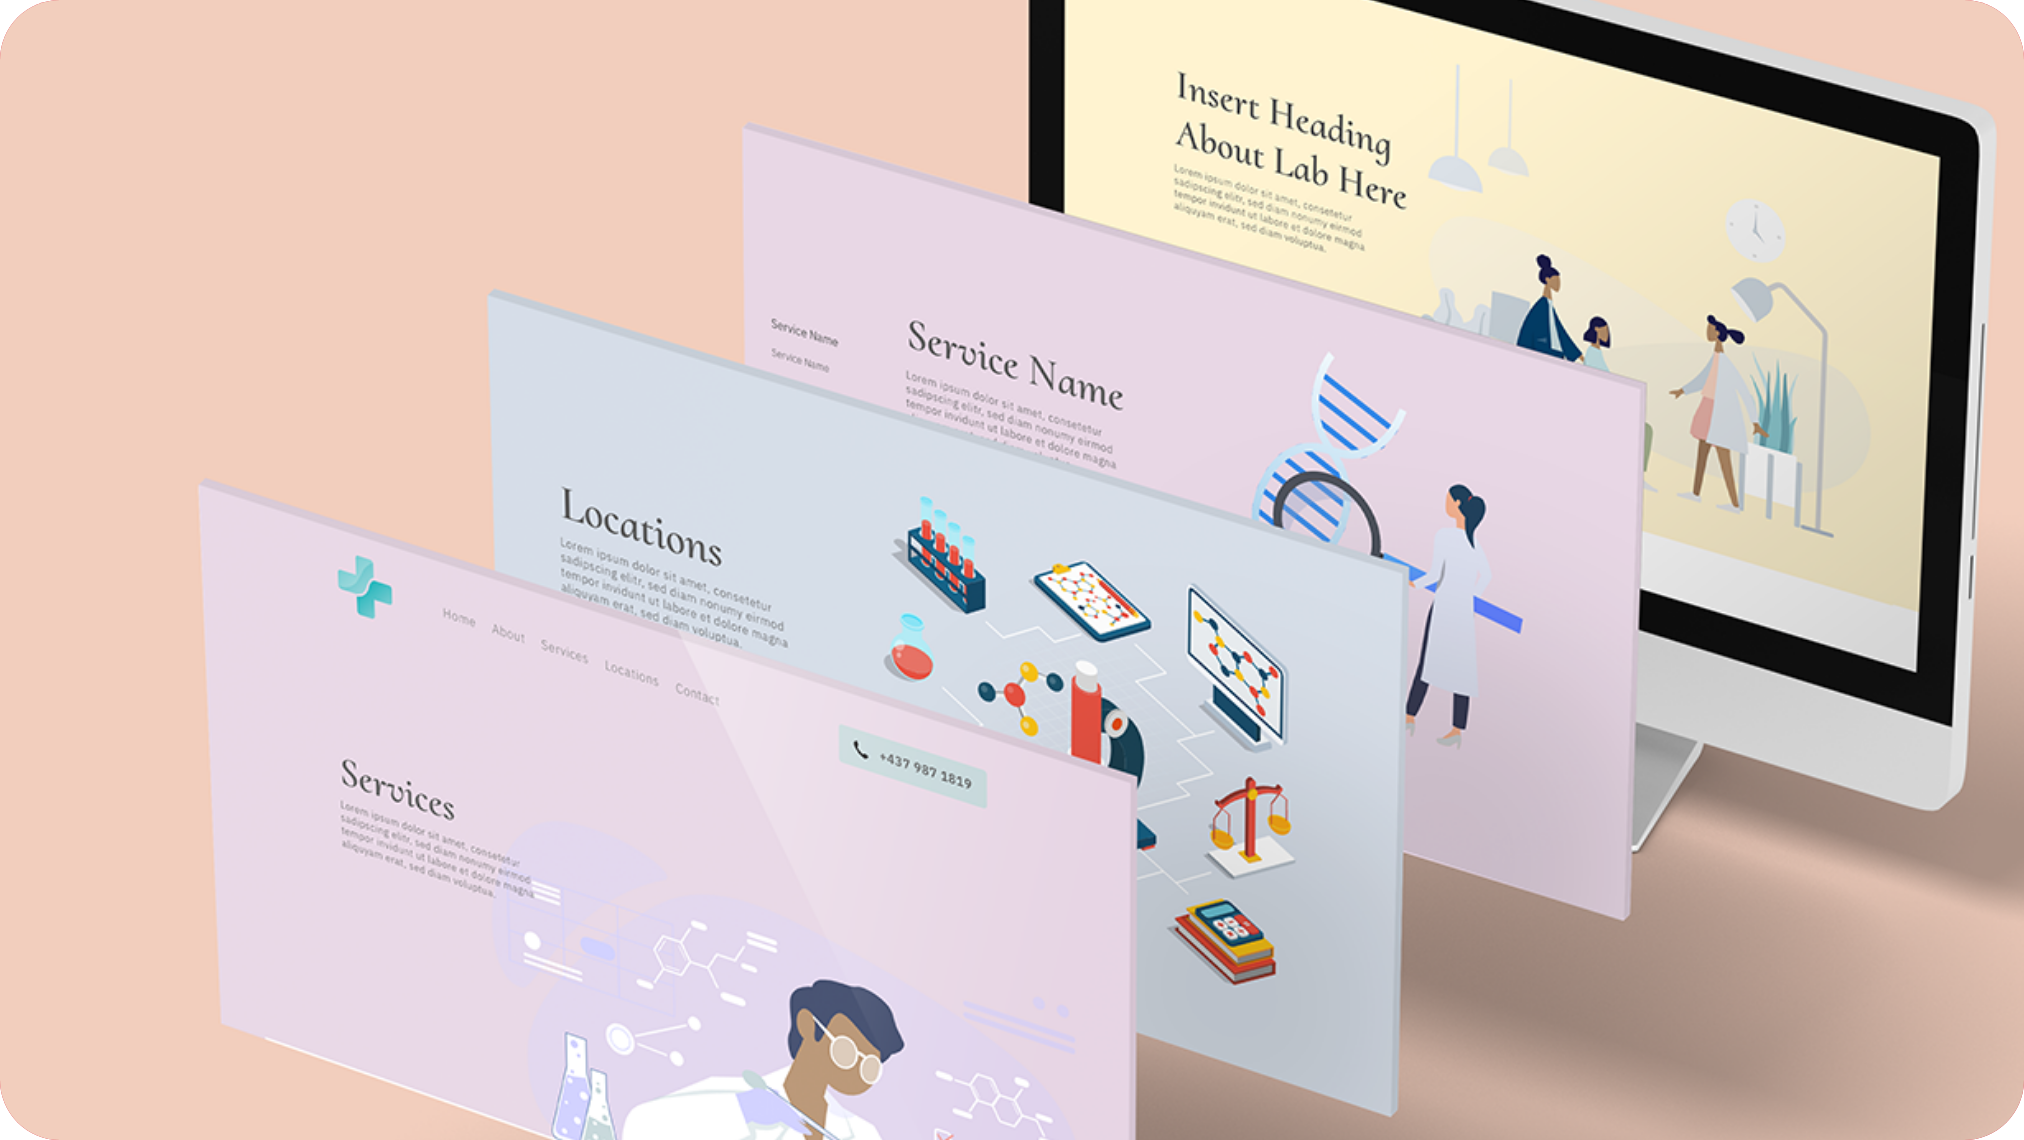 Insert Heading
About Lab Here
Lorem ipsum dolor sit amet, consetetur
sadipscing elitr, sed diam nonumy eirmod
tempor invidunt ut labore et dolore magna
aliquyam erat, sed diam voluptua.
Service Name
Service Name
Service Name
Lorem ipsum dolor sit amet, consetetur
sadipscing elitr, sed diam nonumy eirmod
tempor invidunt ut labore et dolore magna
Locations
Lorem ipsum dolor sit amet, consetetur
sadipscing elitr, sed diam nonumy eirmod
tempor invidunt ut labore et dolore magna
aliquyam erat, sed diam voluptua.
Home About Services Locations Contact
+437 987 1819
Services
Lorem ipsum dolor sit amet, consetetur
sadipscing elitr, sed diam nonumy eirmod
tempor invidunt ut labore et dolore magna
aliquyam erat, sed diam voluptua.